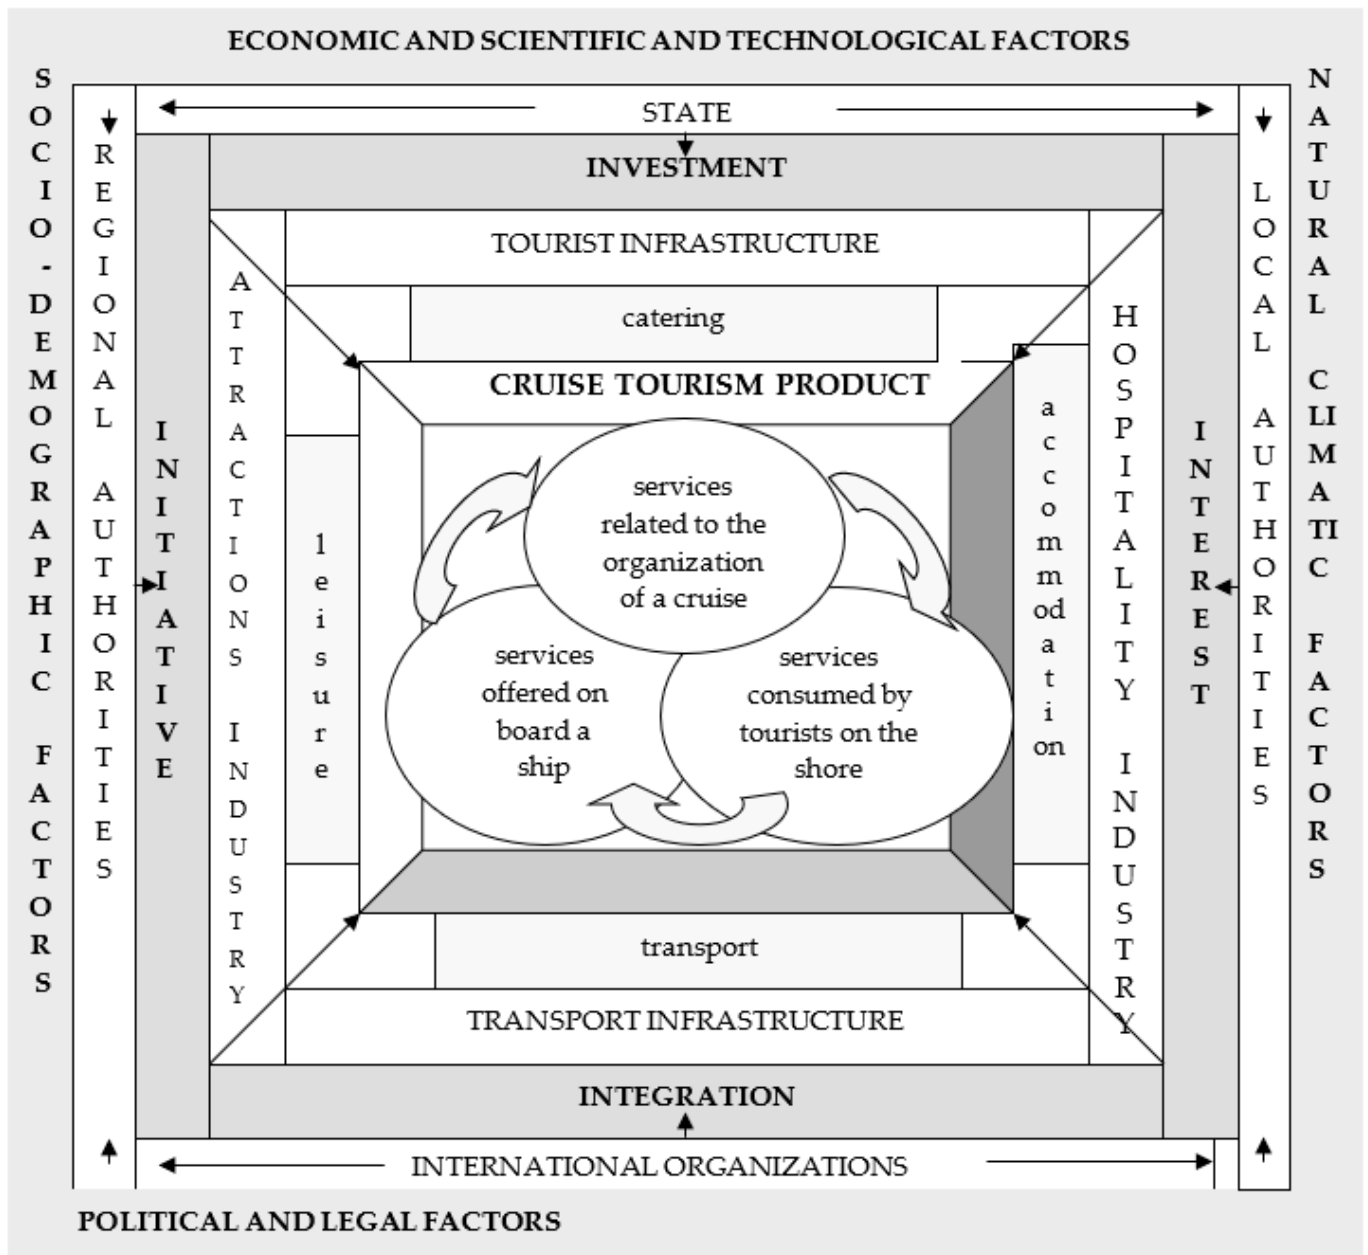 ECONOMIC AND SCIENTIFIC AND TECHNOLOGICAL FACTORS
SOCIO-DEMOGRAPHIC FACTORS
REGIONAL AUTHORITIES
STATE
INITIATIVE
INVESTMENT
ATTRACTIONS INDUSTRY
TOURIST INFRASTRUCTURE
leisure
catering
CRUISE TOURISM PRODUCT
services
related to the
organization
of a cruise
services
offered on
board a
ship
services
consumed by
tourists on the
shore
accommodation
HOSPITALITY INDUSTRY
INTEREST
LOCAL AUTHORITIES
NATURAL CLIMATIC FACTORS
transport
TRANSPORT INFRASTRUCTURE
INTEGRATION
INTERNATIONAL ORGANIZATIONS
POLITICAL AND LEGAL FACTORS